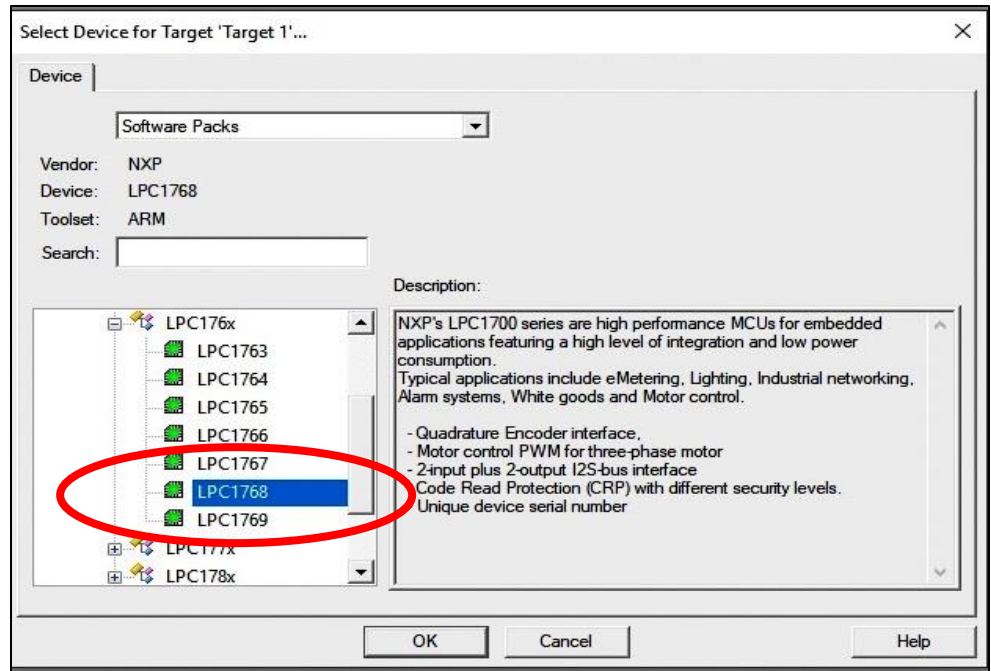 Select Device for Target 'Target 1'...
Device
Software Packs
Vendor: NXP
Device: LPC1768
Toolset: ARM
Search:
Description:
LPC176x
LPC1763
LPC1764
LPC1765
LPC1766
LPC1767
LPC1768
LPC1769
LPC177x
LPC178x
NXP's LPC1700 series are high performance MCUs for embedded
applications featuring a high level of integration and low power
consumption.
Typical applications include eMetering, Lighting, Industrial networking,
Alarm systems, White goods and Motor control.
- Quadrature Encoder interface,
- Motor control PWM for three-phase motor
- 2-input plus 2-output I2S-bus interface
Code Read Protection (CRP) with different security levels.
Unique device serial number
OK
Cancel
Help